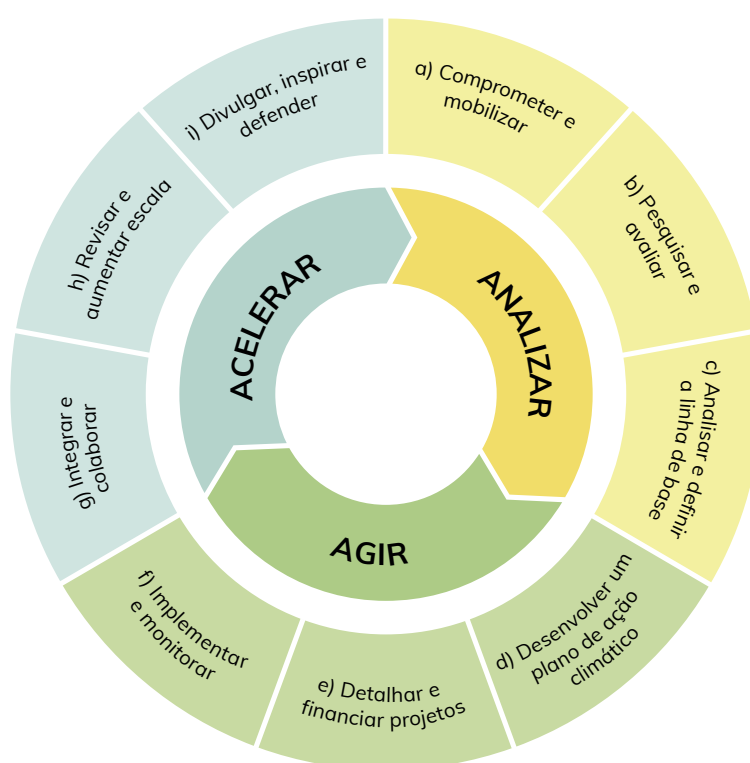 a) Comprometer e
mobilizar
b) Pesquisar e
avaliar
c) Analisar e definir
a linha de base
d) Desenvolver um
plano de ação
climático
e) Detalhar e
financiar projetos
f) Implementar
e monitorar
g) Integrar e
colaborar
h) Revisar e
aumentar escala
i) Divulgar, inspirar e
defender
ANALIZAR
AGIR
ACELERAR